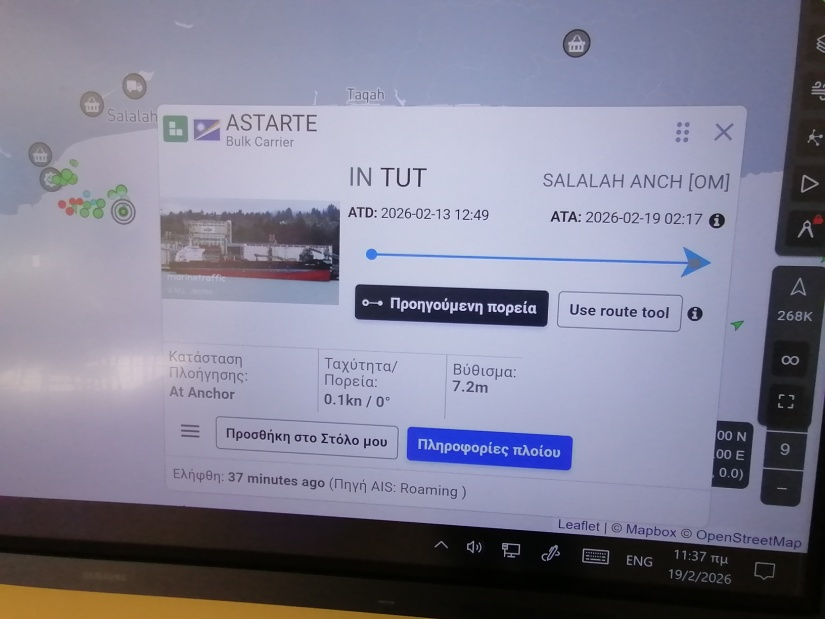 Taqah
Salalah
ASTARTE
Bulk Carrier
IN TUT
SALALAH ANCH [OM]
ATD: 2026-02-13 12:49
ATA: 2026-02-19 02:17
marinetraffic
Προηγούμενη πορεία
Use route tool
268K
Κατάσταση
Πλοήγησης:
At Anchor
Ταχύτητα/
Πορεία:
0.1kn / 0°
Βύθισμα:
7.2m
Προσθήκη στο Στόλο μου
Πληροφορίες πλοίου
00 N
00 E
, 0.0)
9
Ελήφθη: 37 minutes ago (Πηγή AIS: Roaming )
Leaflet | © Mapbox © OpenStreetMap
ENG
11:37 πμ
19/2/2026
SAMSUNG